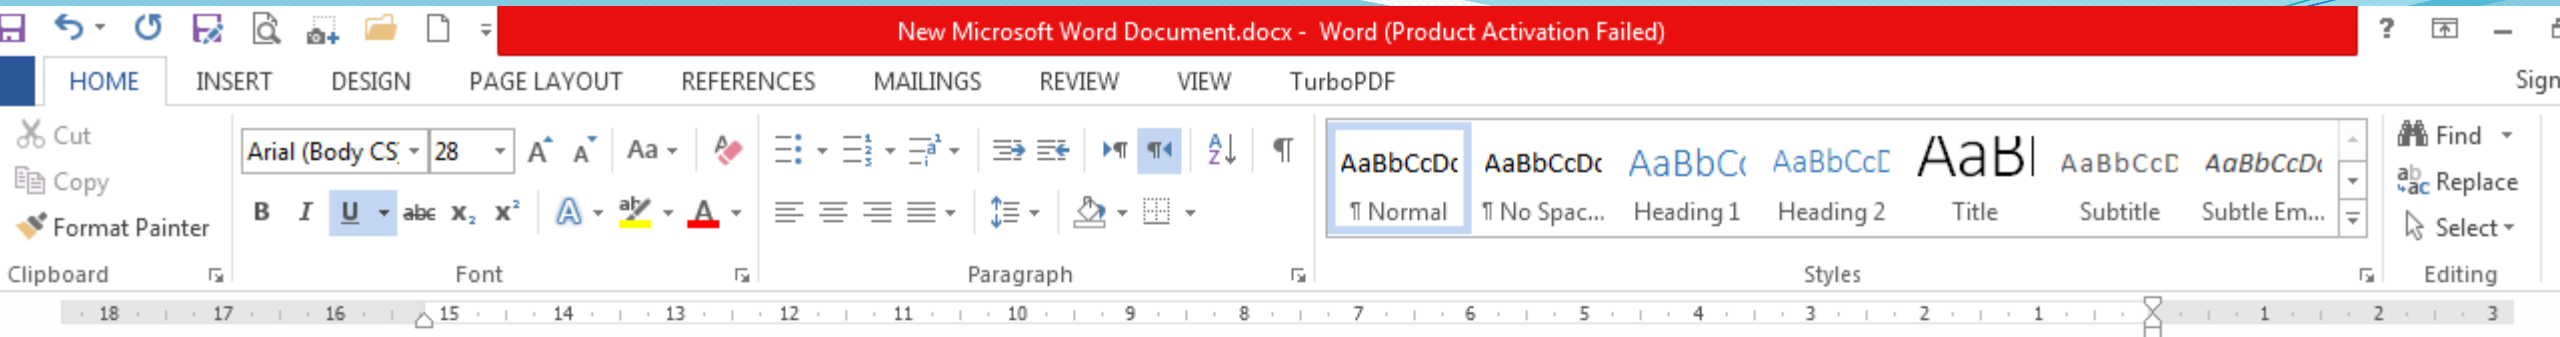 New Microsoft Word Document.docx - Word (Product Activation Failed)
?
HOME INSERT DESIGN PAGE LAYOUT REFERENCES MAILINGS REVIEW VIEW TurboPDF Sign
Cut
Copy
Format Painter
Clipboard
Arial (Body CS) 28 Aa
B I U abc x₂ x² A ab A
Font
A Z ¶
Paragraph
AaBbCcDc AaBbCcDc AaBbC AaBbCcD AaB AaBbCcD AaBbCcDc
¶ Normal ¶ No Spac... Heading 1 Heading 2 Title Subtitle Subtle Em...
Styles
Find
Replace
Select
Editing
18 17 16 15 14 13 12 11 10 9 8 7 6 5 4 3 2 1 1 2 3